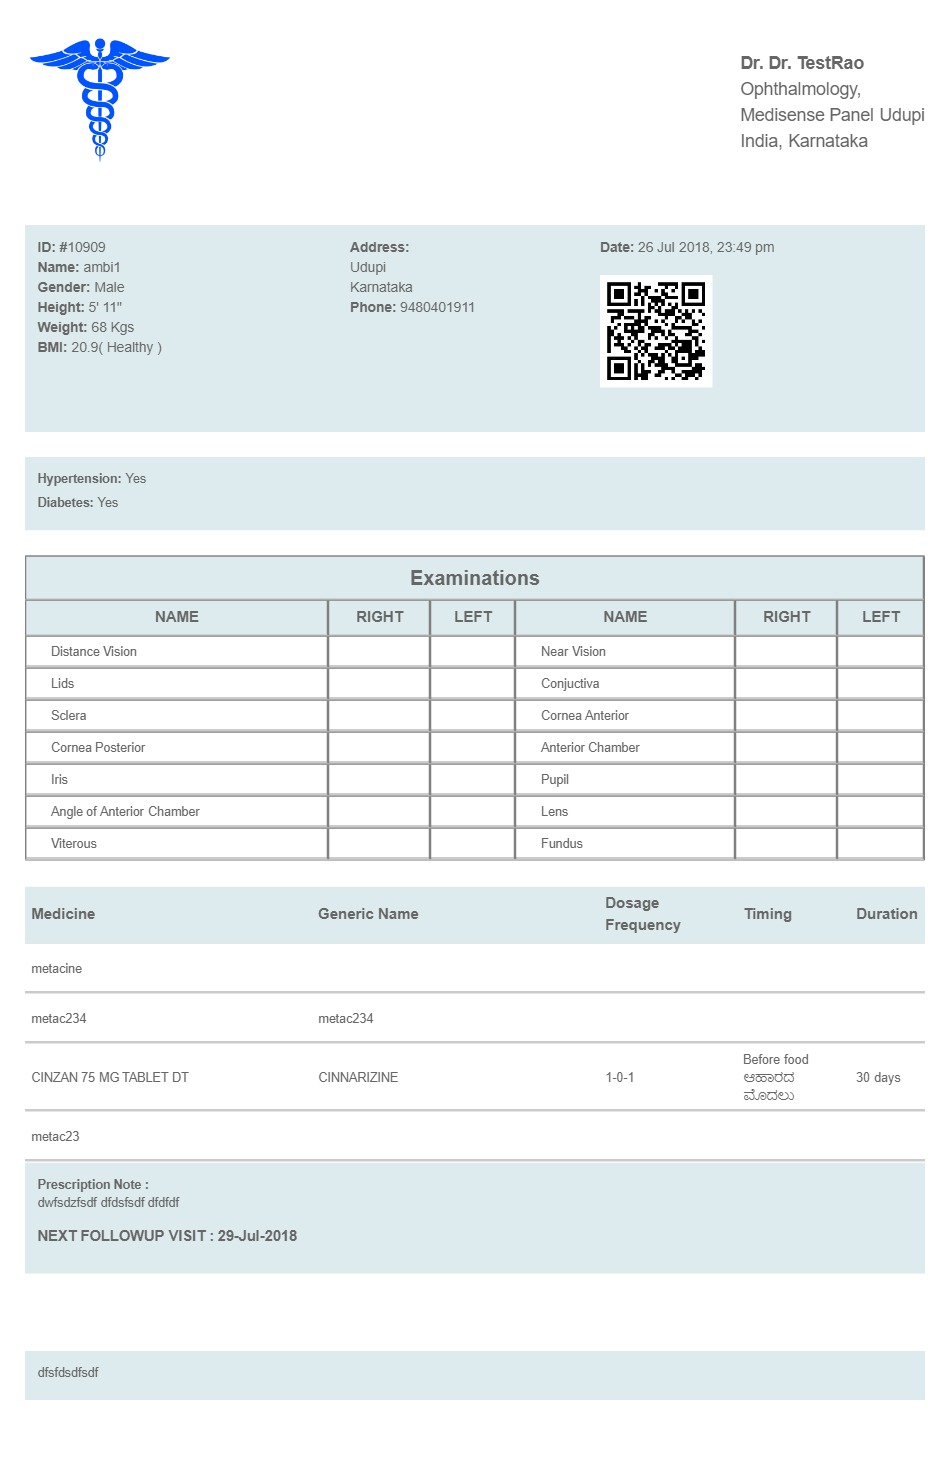 Dr. Dr. TestRao
Ophthalmology,
Medisense Panel Udupi
India, Karnataka
ID: #10909
Name: ambi1
Gender: Male
Height: 5' 11"
Weight: 68 Kgs
BMI: 20.9( Healthy )
Address:
Udupi
Karnataka
Phone: 9480401911
Date: 26 Jul 2018, 23:49 pm
Hypertension: Yes
Diabetes: Yes
Examinations
NAME RIGHT LEFT NAME RIGHT LEFT
Distance Vision Near Vision
Lids Conjuctiva
Sclera Cornea Anterior
Cornea Posterior Anterior Chamber
Iris Pupil
Angle of Anterior Chamber Lens
Viterous Fundus
Medicine Generic Name Dosage Frequency Timing Duration
metacine
metac234 metac234
CINZAN 75 MG TABLET DT CINNARIZINE 1-0-1 Before food ಆಹಾರದ ಮೊದಲು 30 days
metac23
Prescription Note :
dwfsdzfsdf dfdsfsdf dfdfdf
NEXT FOLLOWUP VISIT : 29-Jul-2018
dfsfdsdfsdf